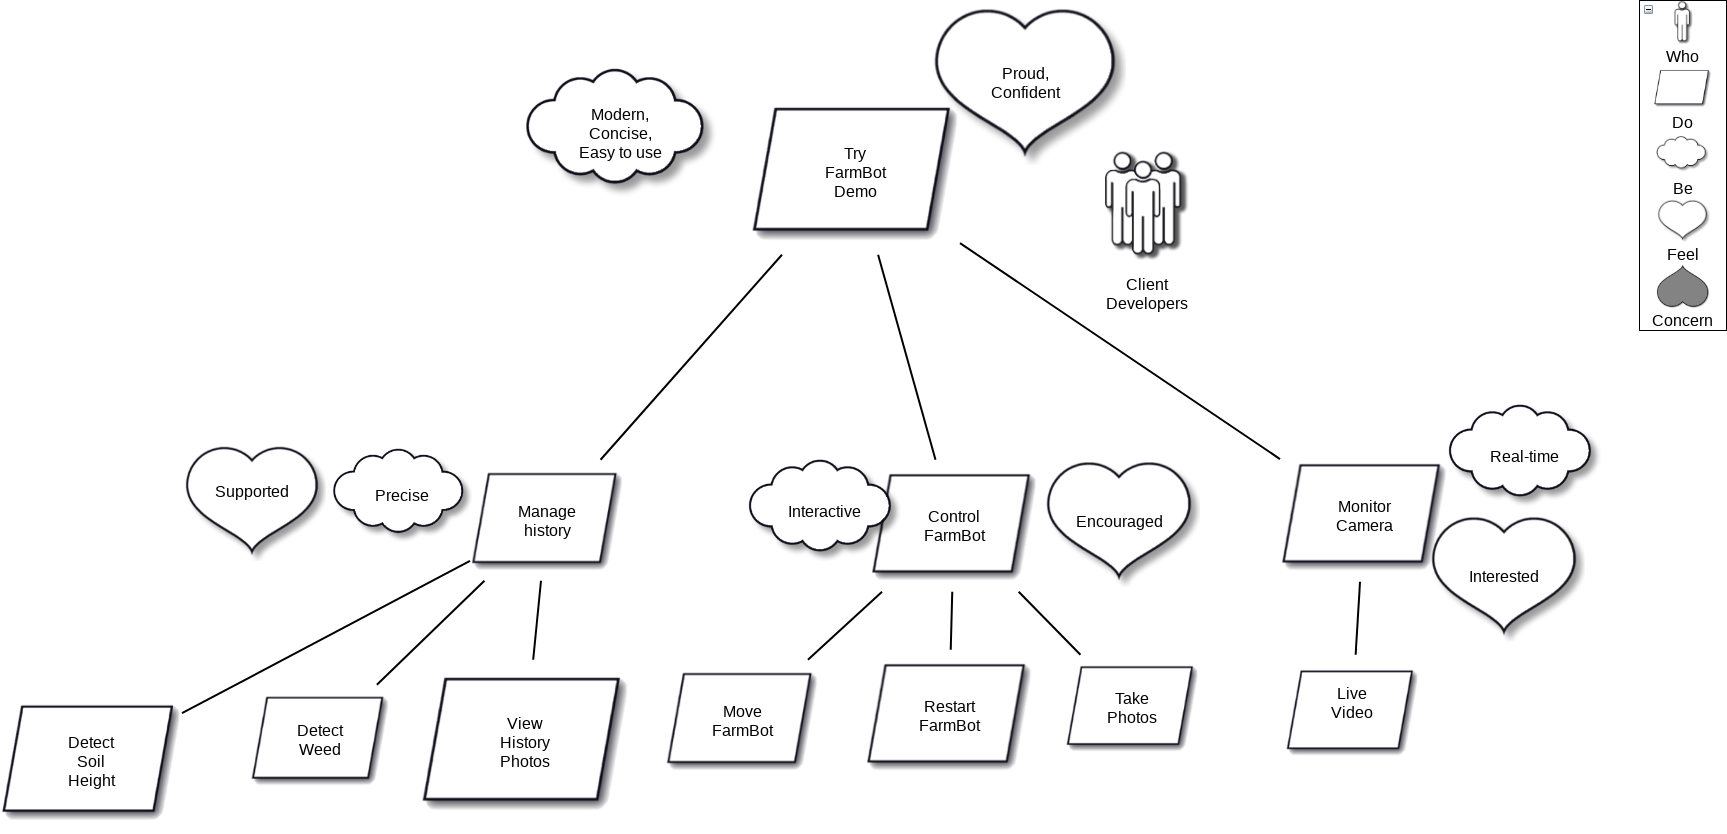 Proud,
Confident
Modern,
Concise,
Easy to use
Try
FarmBot
Demo
Client
Developers
Who
Do
Be
Feel
Concern
Supported
Precise
Manage
history
Interactive
Control
FarmBot
Encouraged
Monitor
Camera
Real-time
Interested
Detect
Soil
Height
Detect
Weed
View
History
Photos
Move
FarmBot
Restart
FarmBot
Take
Photos
Live
Video